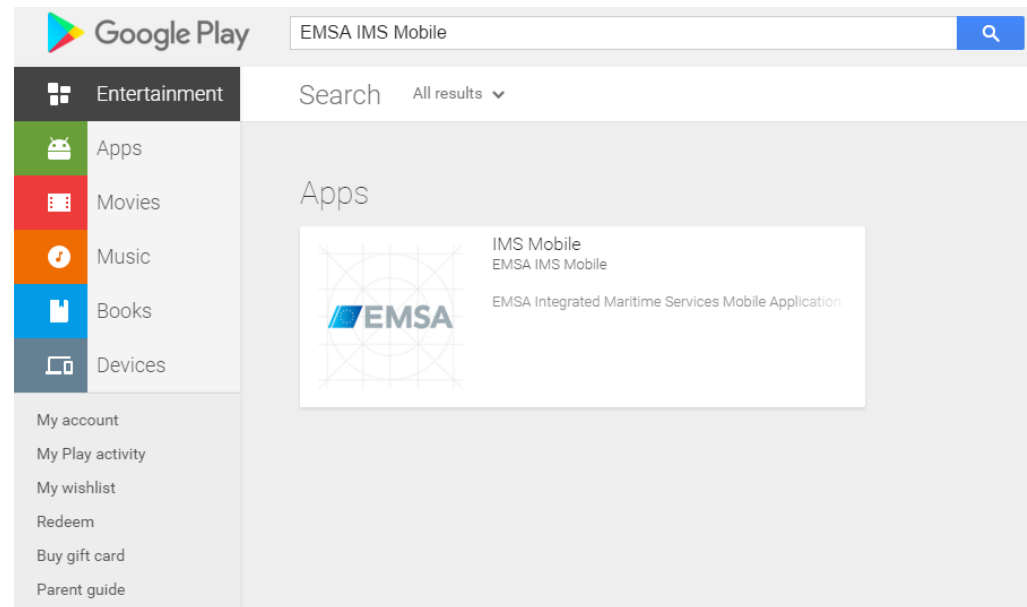 Google Play
EMSA IMS Mobile
Entertainment
Search
All results
Apps
Movies
Music
Books
Devices
My account
My Play activity
My wishlist
Redeem
Buy gift card
Parent guide
Apps
EMSA
IMS Mobile
EMSA IMS Mobile
EMSA Integrated Maritime Services Mobile Application